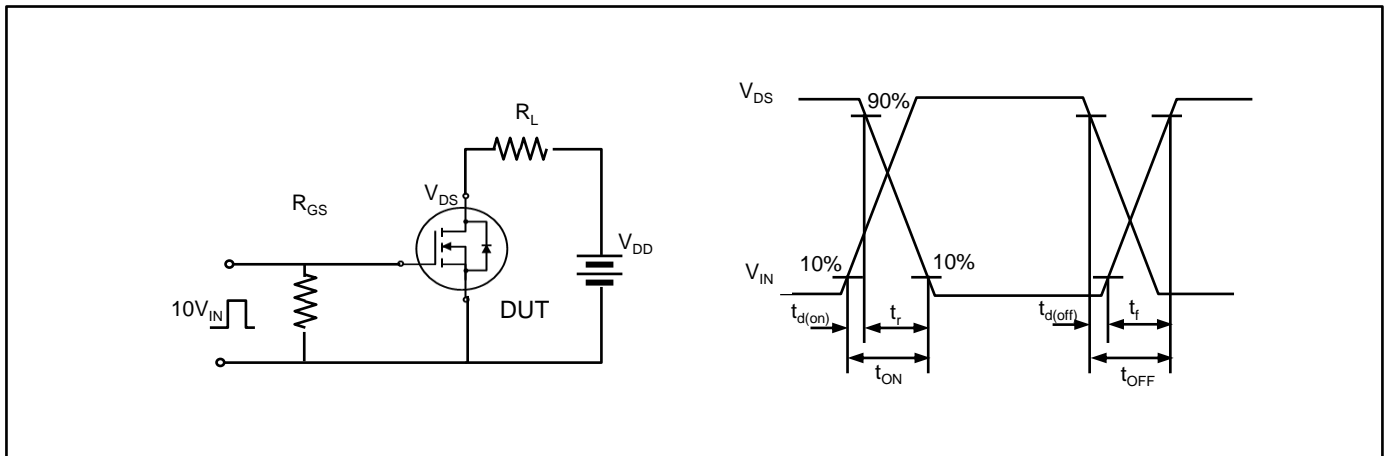 R_L
V_DS
R_GS
V_DD
10V_IN
DUT
V_DS
90%
V_IN
10%
10%
t_d(on)
t_r
t_ON
t_d(off)
t_f
t_OFF